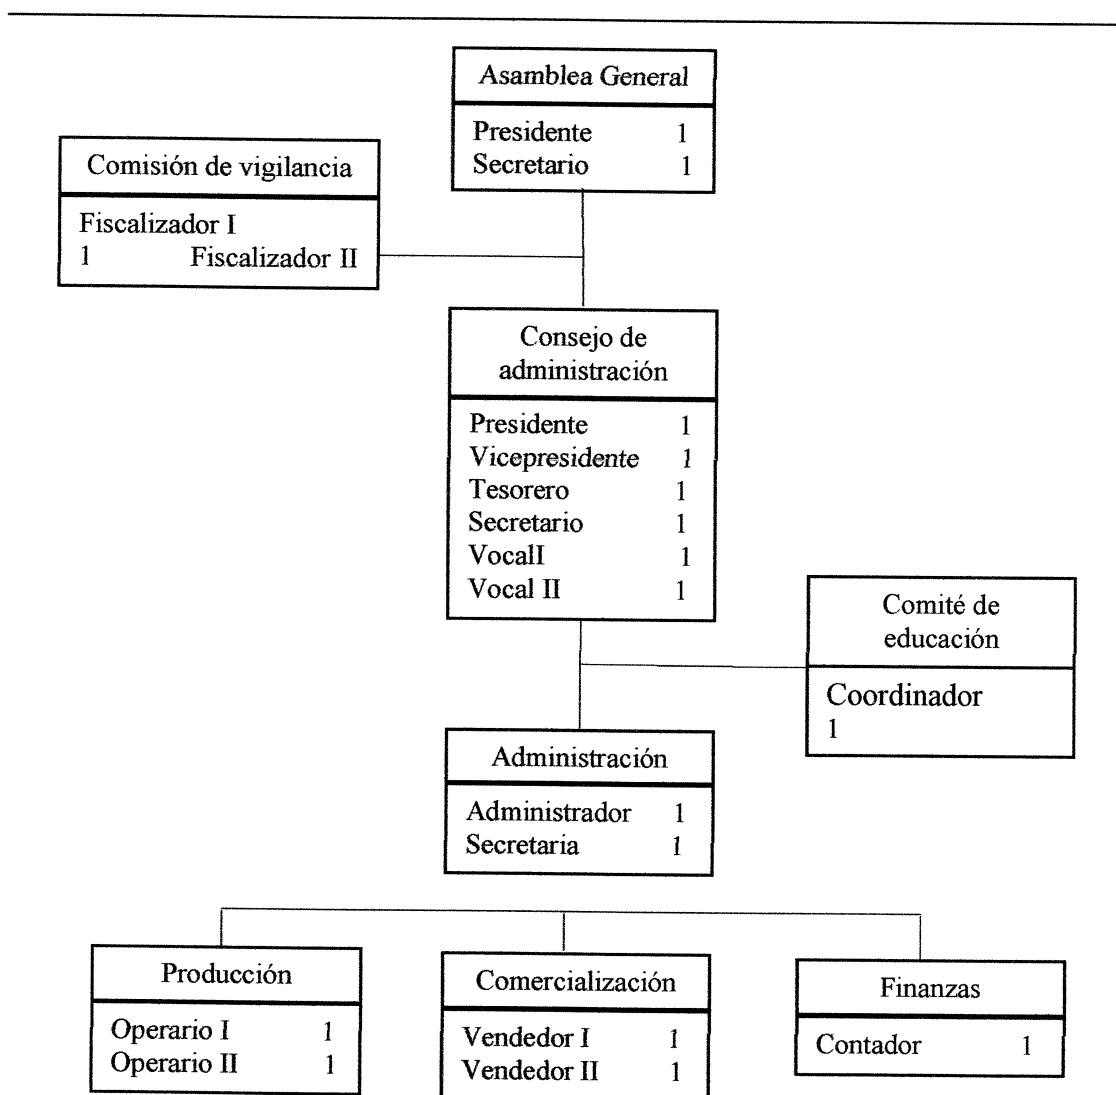 Asamblea General
Presidente 1
Secretario 1
Comisión de vigilancia
Fiscalizador I
1 Fiscalizador II
Consejo de
administración
Presidente 1
Vicepresidente 1
Tesorero 1
Secretario 1
VocalI 1
Vocal II 1
Comité de
educación
Coordinador
1
Administración
Administrador 1
Secretaria 1
Producción
Operario I 1
Operario II 1
Comercialización
Vendedor I 1
Vendedor II 1
Finanzas
Contador 1